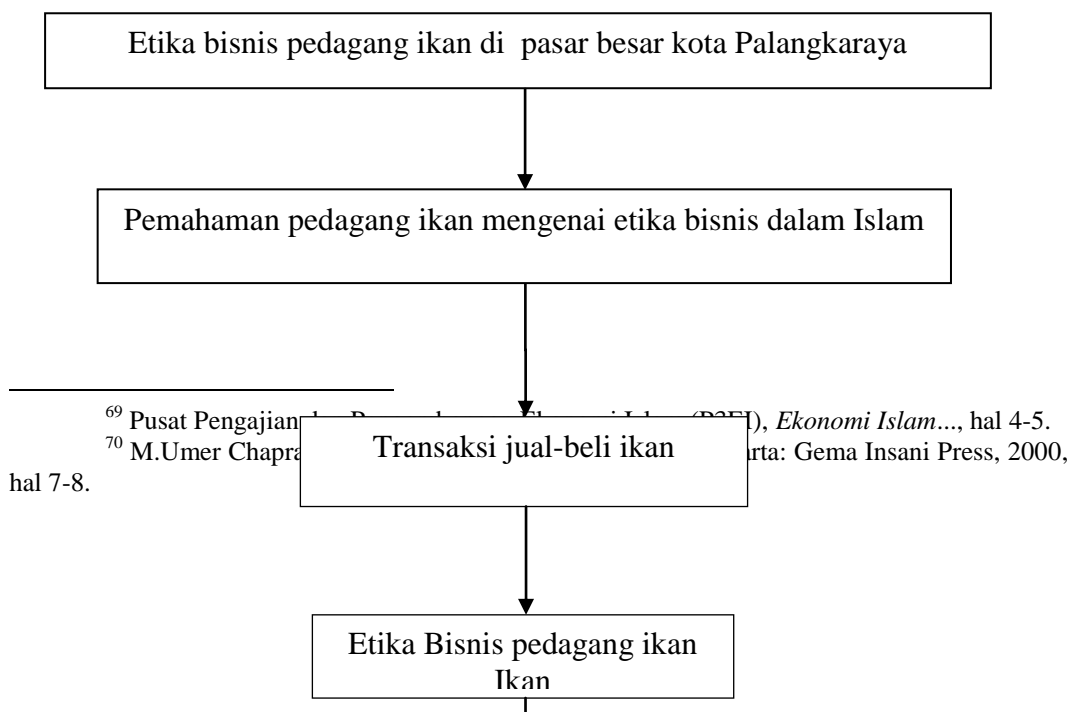 Etika bisnis pedagang ikan di pasar besar kota Palangkaraya
Pemahaman pedagang ikan mengenai etika bisnis dalam Islam
69 Pusat Pengajian (P3EI), Ekonomi Islam..., hal 4-5.
Transaksi jual-beli ikan
70 M.Umer Chapra arta: Gema Insani Press, 2000,
hal 7-8.
Etika Bisnis pedagang ikan
Ikan